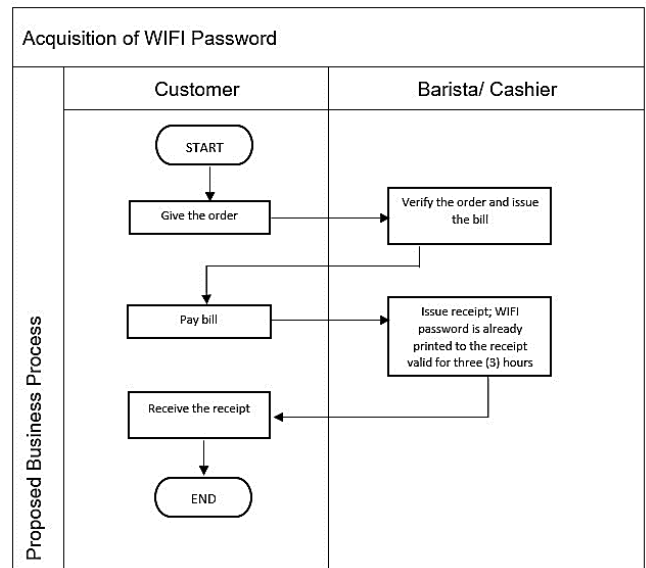 Acquisition of WIFI Password
Customer
Barista/ Cashier
START
Give the order
Verify the order and issue
the bill
Pay bill
Issue receipt; WIFI
password is already
printed to the receipt
valid for three (3) hours
Receive the receipt
END
Proposed Business Process